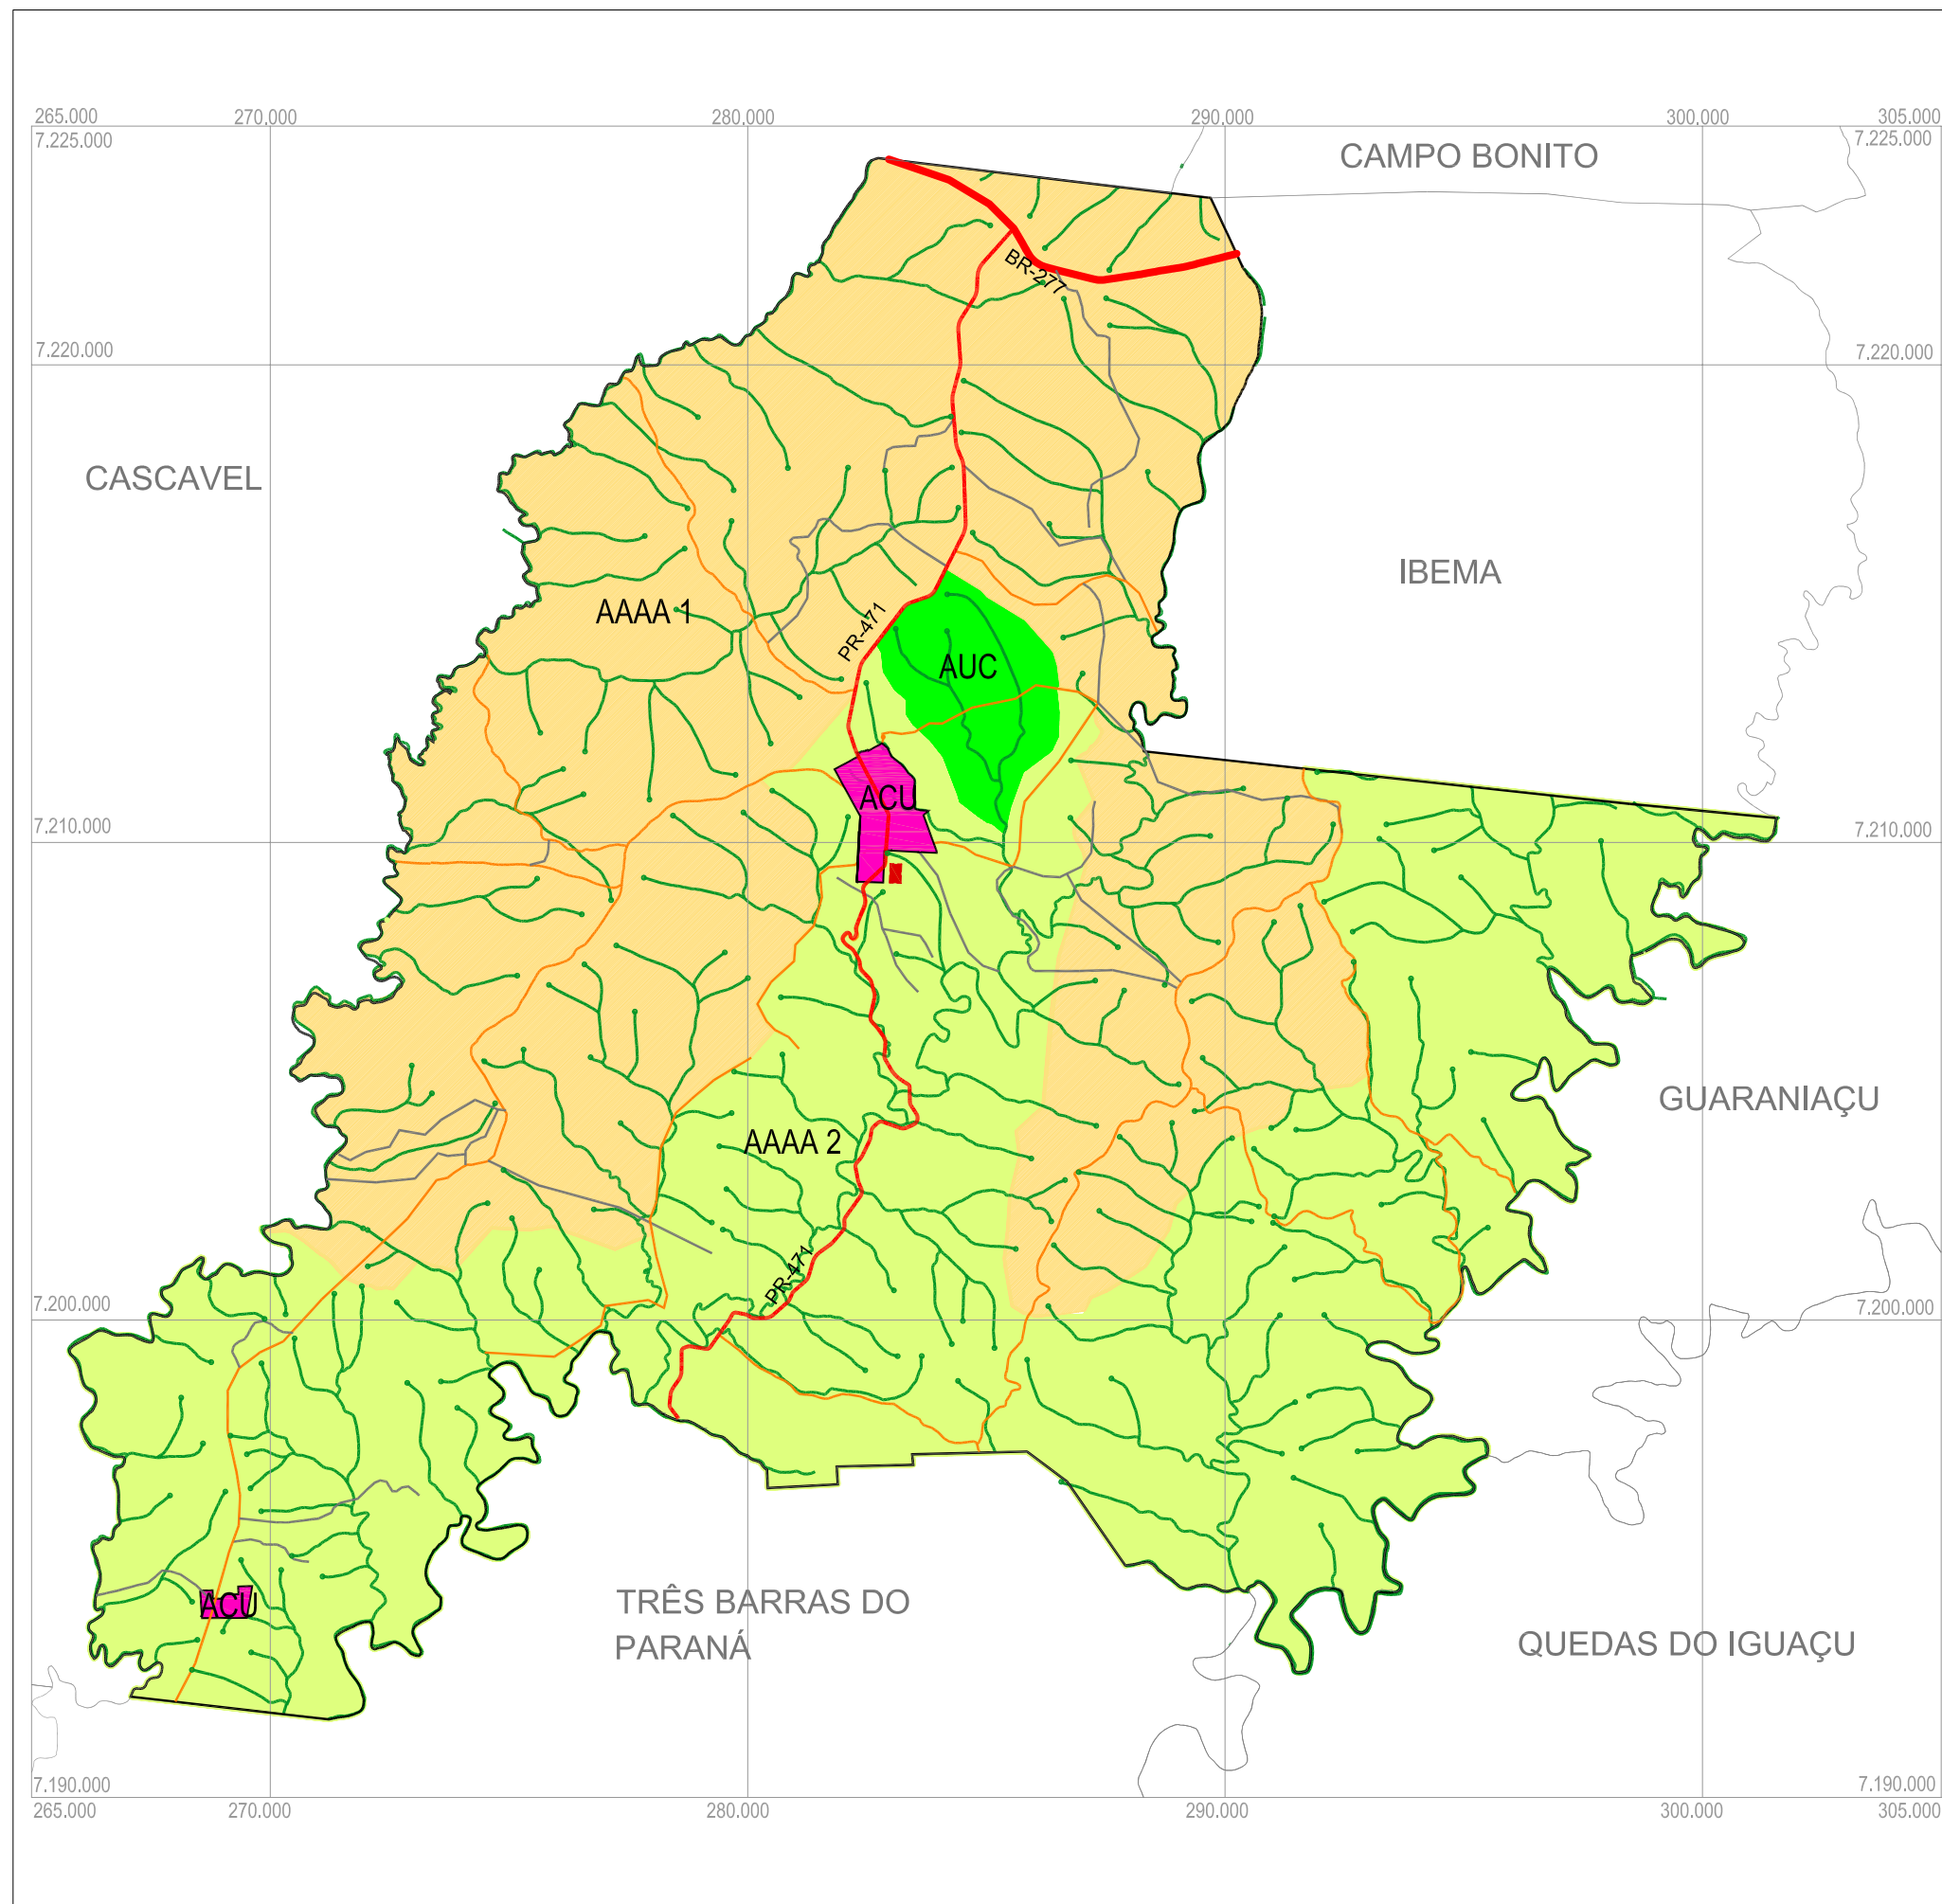 265.000
270.000
280.000
290.000
300.000
305.000
7.225.000
7.225.000
CAMPO BONITO
BR-277
7.220.000
7.220.000
CASCAVEL
IBEMA
AAAA 1
PR-471
AUC
ACU
7.210.000
7.210.000
GUARANIAÇU
AAAA 2
PR-471
7.200.000
7.200.000
ACU
TRÊS BARRAS DO
PARANÁ
QUEDAS DO IGUAÇU
7.190.000
7.190.000
265.000
270.000
280.000
290.000
300.000
305.000